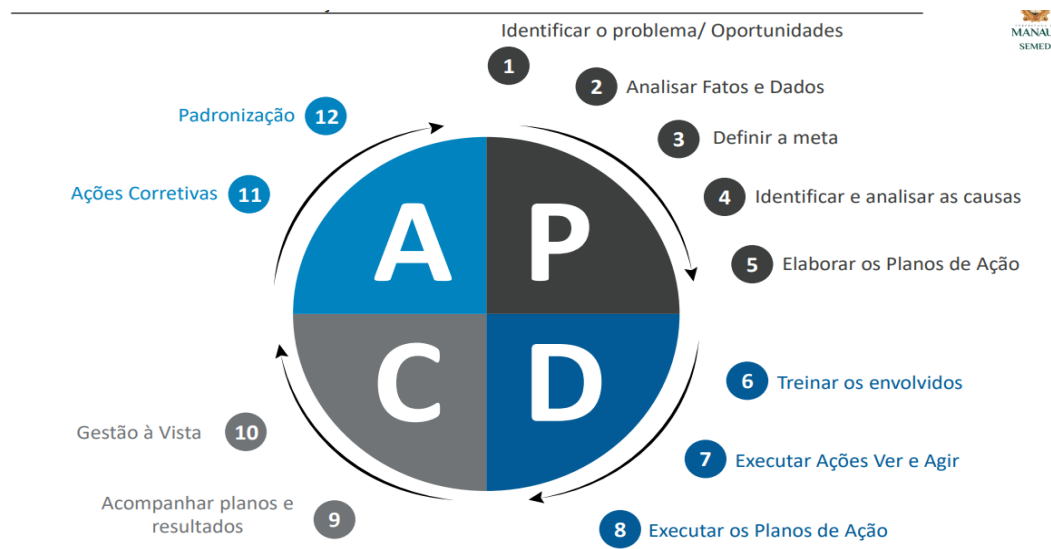 Identificar o problema/ Oportunidades
1
2 Analisar Fatos e Dados
3 Definir a meta
4 Identificar e analisar as causas
5 Elaborar os Planos de Ação
6 Treinar os envolvidos
7 Executar Ações Ver e Agir
8 Executar os Planos de Ação
Acompanhar planos e
resultados 9
Gestão à Vista 10
Ações Corretivas 11
Padronização 12
A P
C D
SEMED